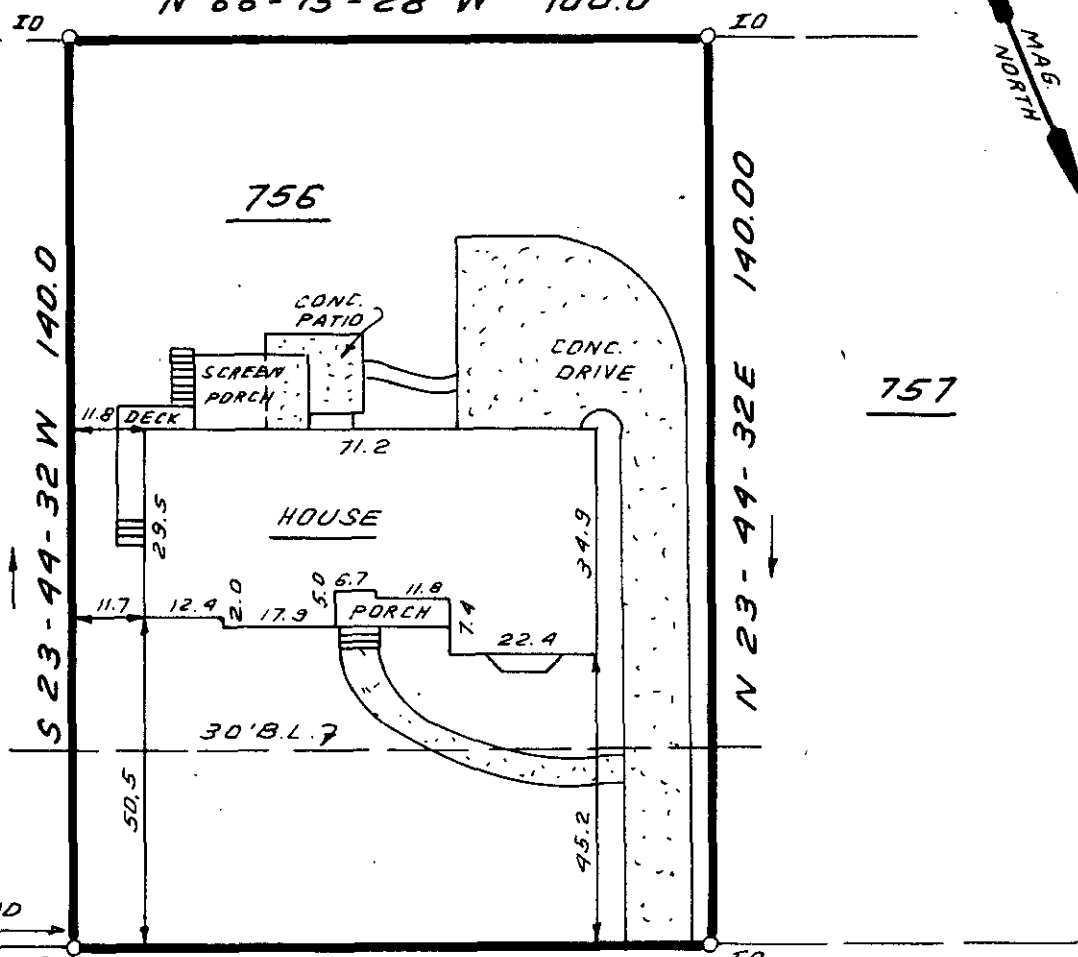 N 66-15-28 W 100.0
IO
IO
MAG.
NORTH
756
140.0
S 23-44-32 W
140.00
N 23-44-32 E
757
CONC.
PATIO
CONC.
DRIVE
SCREEN
PORCH
11.8
DECK
71.2
HOUSE
29.5
34.9
11.7
12.4
2.0
17.9
5.0
6.7
11.8
PORCH
7.4
22.4
30' B.L.
50.5
45.2